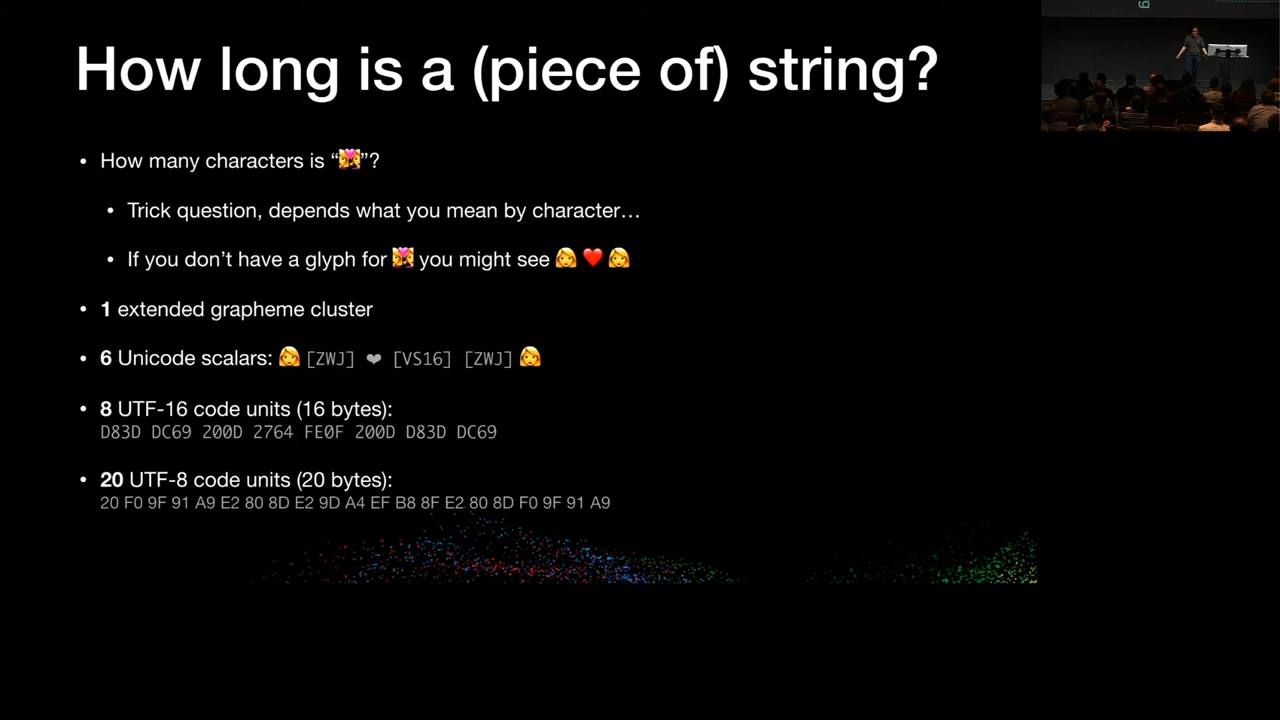 How long is a (piece of) string?
• How many characters is “👩‍❤️‍👩”?
• Trick question, depends what you mean by character…
• If you don’t have a glyph for 👩‍❤️‍👩 you might see 👩 ❤️ 👩
• 1 extended grapheme cluster
• 6 Unicode scalars: 👩 [ZWJ] ❤ [VS16] [ZWJ] 👩
• 8 UTF-16 code units (16 bytes):
D83D DC69 200D 2764 FE0F 200D D83D DC69
• 20 UTF-8 code units (20 bytes):
20 F0 9F 91 A9 E2 80 8D E2 9D A4 EF B8 8F E2 80 8D F0 9F 91 A9